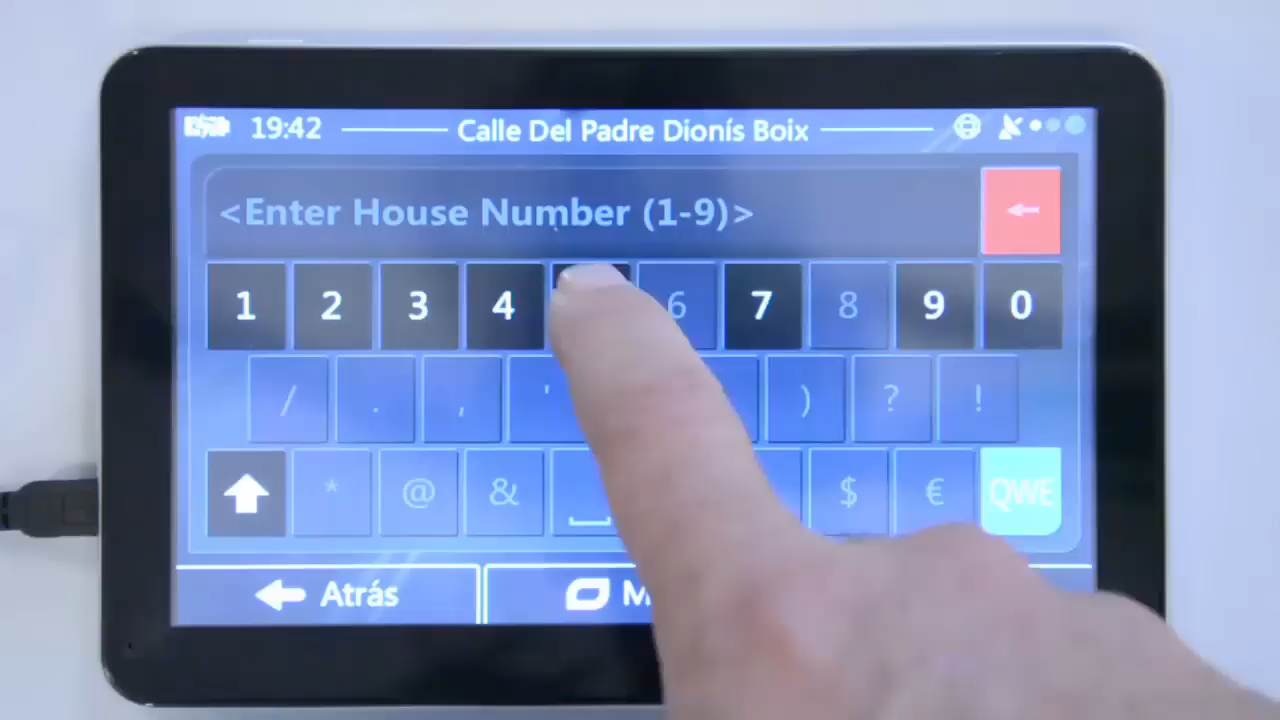 19:42 Calle Del Padre Dionís Boix
<Enter House Number (1-9)>
1 2 3 4 6 7 8 9 0
/ . , ' ) ? !
* @ & $ € QWE
Atrás